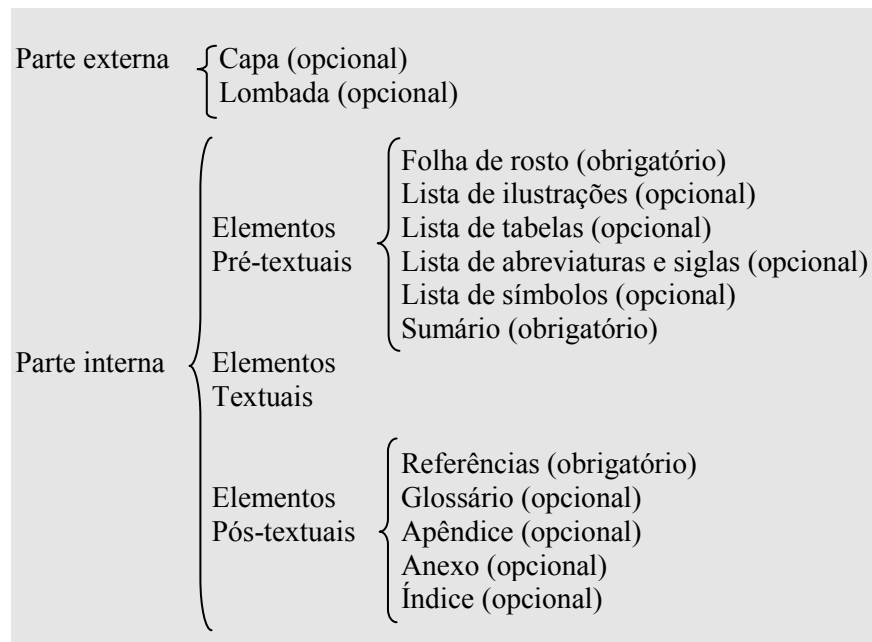 Parte externa
Capa (opcional)
Lombada (opcional)
Parte interna
Elementos
Pré-textuais
Folha de rosto (obrigatório)
Lista de ilustrações (opcional)
Lista de tabelas (opcional)
Lista de abreviaturas e siglas (opcional)
Lista de símbolos (opcional)
Sumário (obrigatório)
Elementos
Textuais
Elementos
Pós-textuais
Referências (obrigatório)
Glossário (opcional)
Apêndice (opcional)
Anexo (opcional)
Índice (opcional)